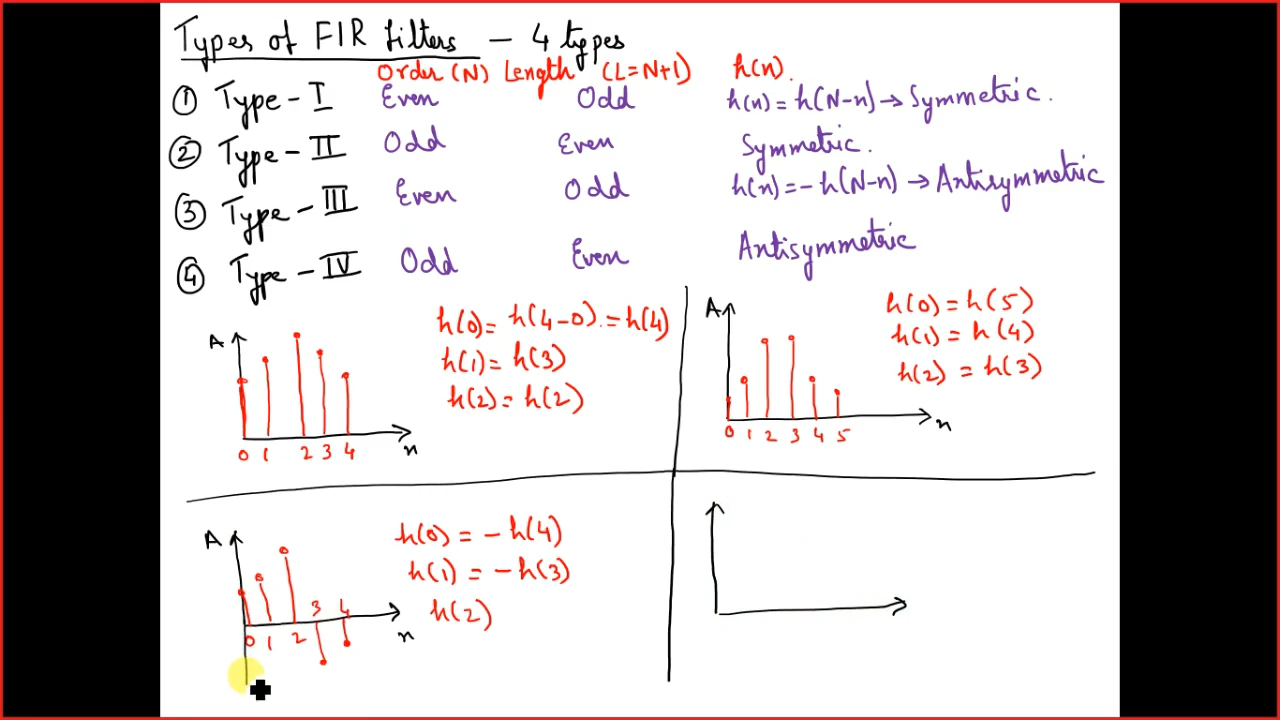 Types of FIR filters – 4 types
Order (N) Length (L=N+1) h(n).
① Type - I Even Odd h(n) = h(N-n) → Symmetric.
② Type - II Odd Even Symmetric.
③ Type - III Even Odd h(n) = - h(N-n) → Antisymmetric
④ Type - IV Odd Even Antisymmetric
A
h(0) = h(4-0) = h(4)
h(1) = h(3)
h(2) = h(2)
0 1 2 3 4 n
A
h(0) = h(5)
h(1) = h(4)
h(2) = h(3)
0 1 2 3 4 5 n
A
h(0) = - h(4)
h(1) = - h(3)
h(2)
0 1 2 3 4 n